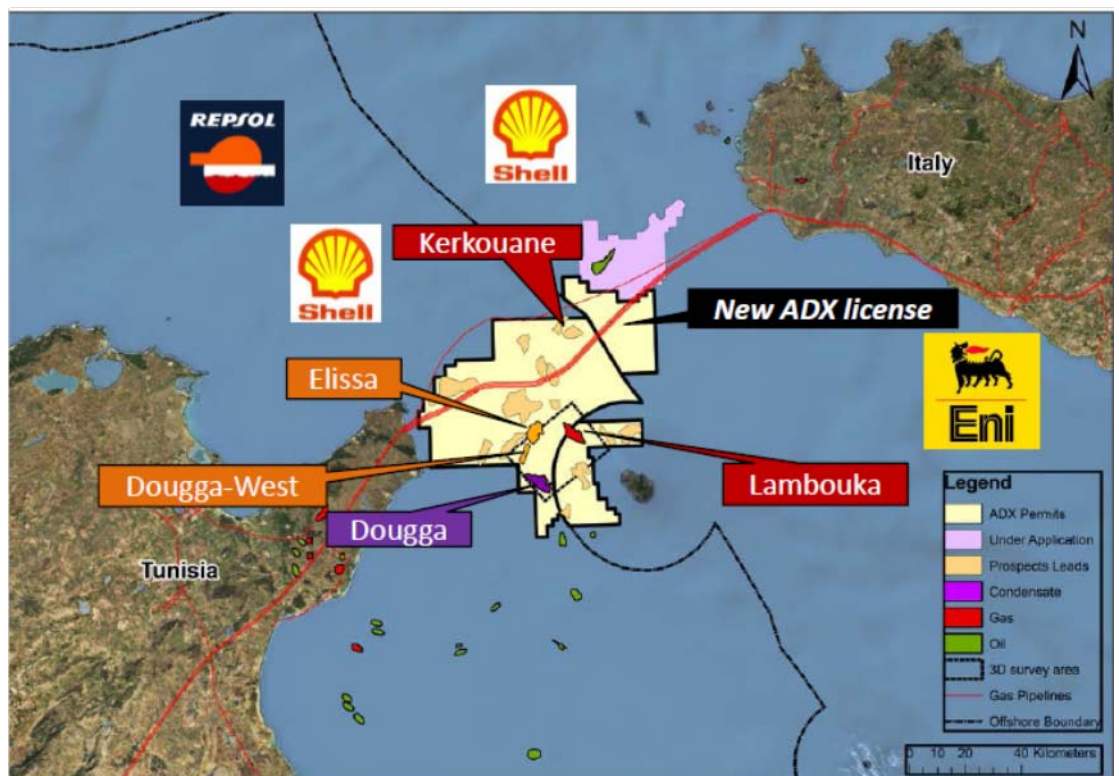 N
REPSOL
Shell
Italy
Shell
Kerkouane
New ADX license
Elissa
Eni
Dougga-West
Lambouka
Dougga
Tunisia
Legend
ADX Permits
Under Application
Prospects Leads
Condensate
Gas
Oil
3D survey area
Gas Pipelines
Offshore Boundary
0 10 20 40 Kilometers